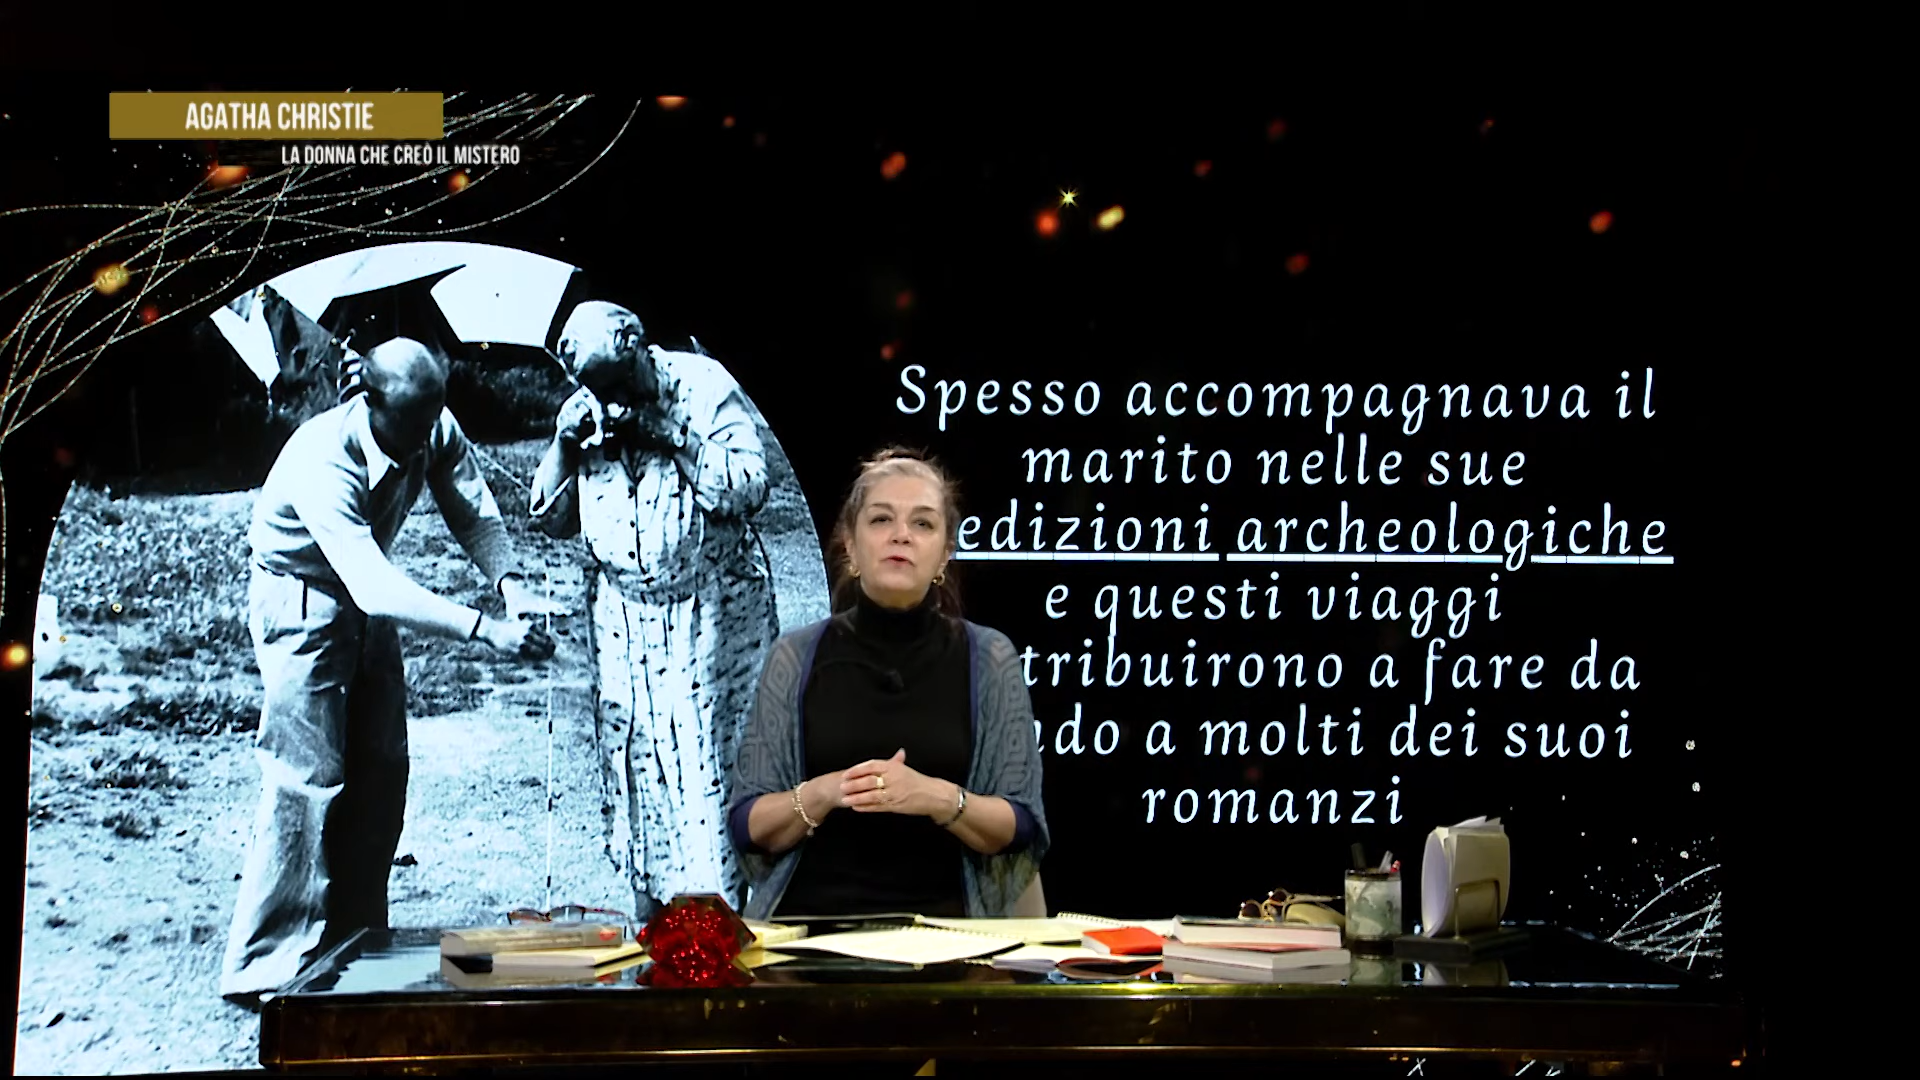 AGATHA CHRISTIE
LA DONNA CHE CREÒ IL MISTERO
Spesso accompagnava il
marito nelle sue
edizioni archeologiche
e questi viaggi
tribuirono a fare da
ndo a molti dei suoi
romanzi